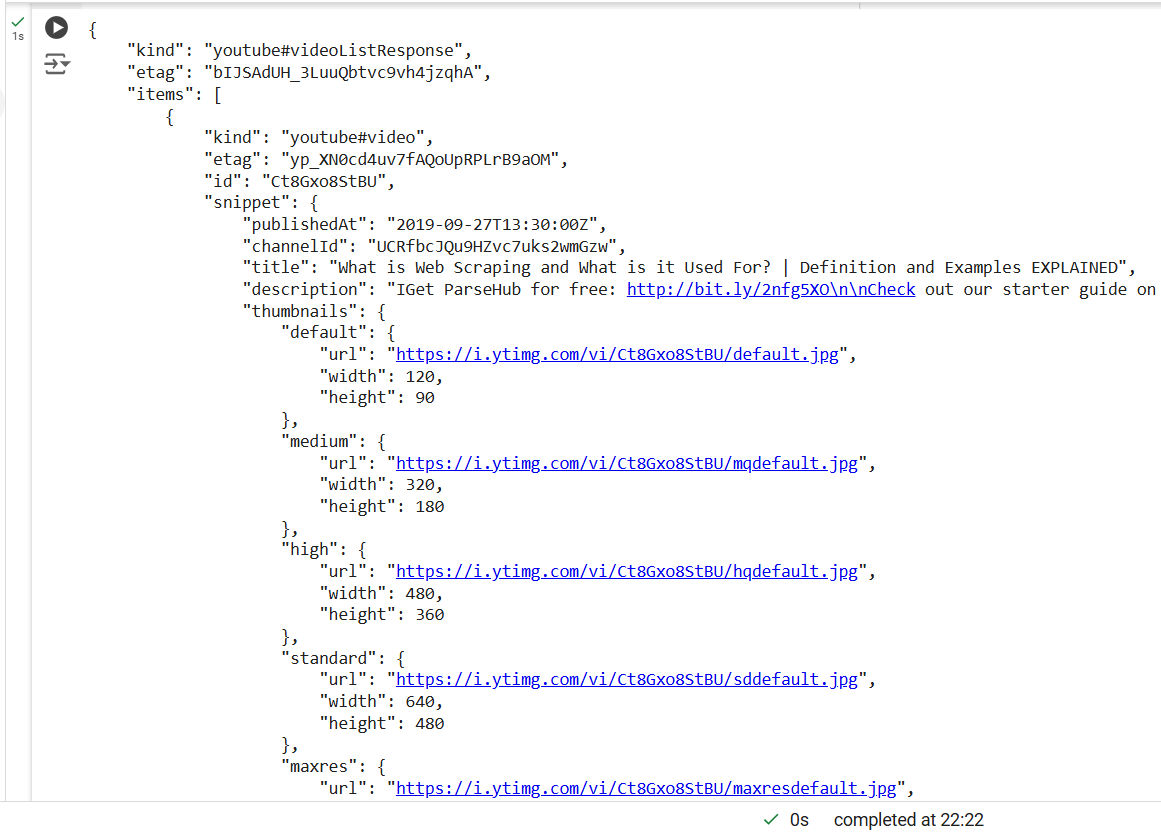 1s
{
"kind": "youtube#videoListResponse",
"etag": "bIJSAdUH_3LuuQbtvc9vh4jzqhA",
"items": [
{
"kind": "youtube#video",
"etag": "yp_XN0cd4uv7fAQoUpRPLrB9aOM",
"id": "Ct8Gxo8StBU",
"snippet": {
"publishedAt": "2019-09-27T13:30:00Z",
"channelId": "UCRfbcJQu9HZvc7uks2wmGzw",
"title": "What is Web Scraping and What is it Used For? | Definition and Examples EXPLAINED",
"description": "IGet ParseHub for free: http://bit.ly/2nfg5XO\n\nCheck out our starter guide on
"thumbnails": {
"default": {
"url": "https://i.ytimg.com/vi/Ct8Gxo8StBU/default.jpg",
"width": 120,
"height": 90
},
"medium": {
"url": "https://i.ytimg.com/vi/Ct8Gxo8StBU/mqdefault.jpg",
"width": 320,
"height": 180
},
"high": {
"url": "https://i.ytimg.com/vi/Ct8Gxo8StBU/hqdefault.jpg",
"width": 480,
"height": 360
},
"standard": {
"url": "https://i.ytimg.com/vi/Ct8Gxo8StBU/sddefault.jpg",
"width": 640,
"height": 480
},
"maxres": {
"url": "https://i.ytimg.com/vi/Ct8Gxo8StBU/maxresdefault.jpg",
0s completed at 22:22